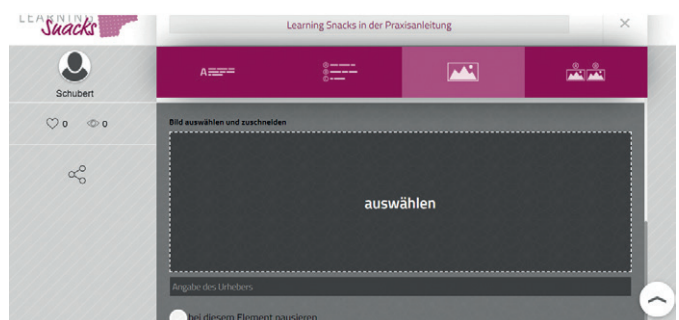 LEARNING
Snacks
Learning Snacks in der Praxisanleitung
Schubert
0 0
Bild auswählen und zuschneiden
auswählen
Angabe des Urhebers
bei diesem Element pausieren